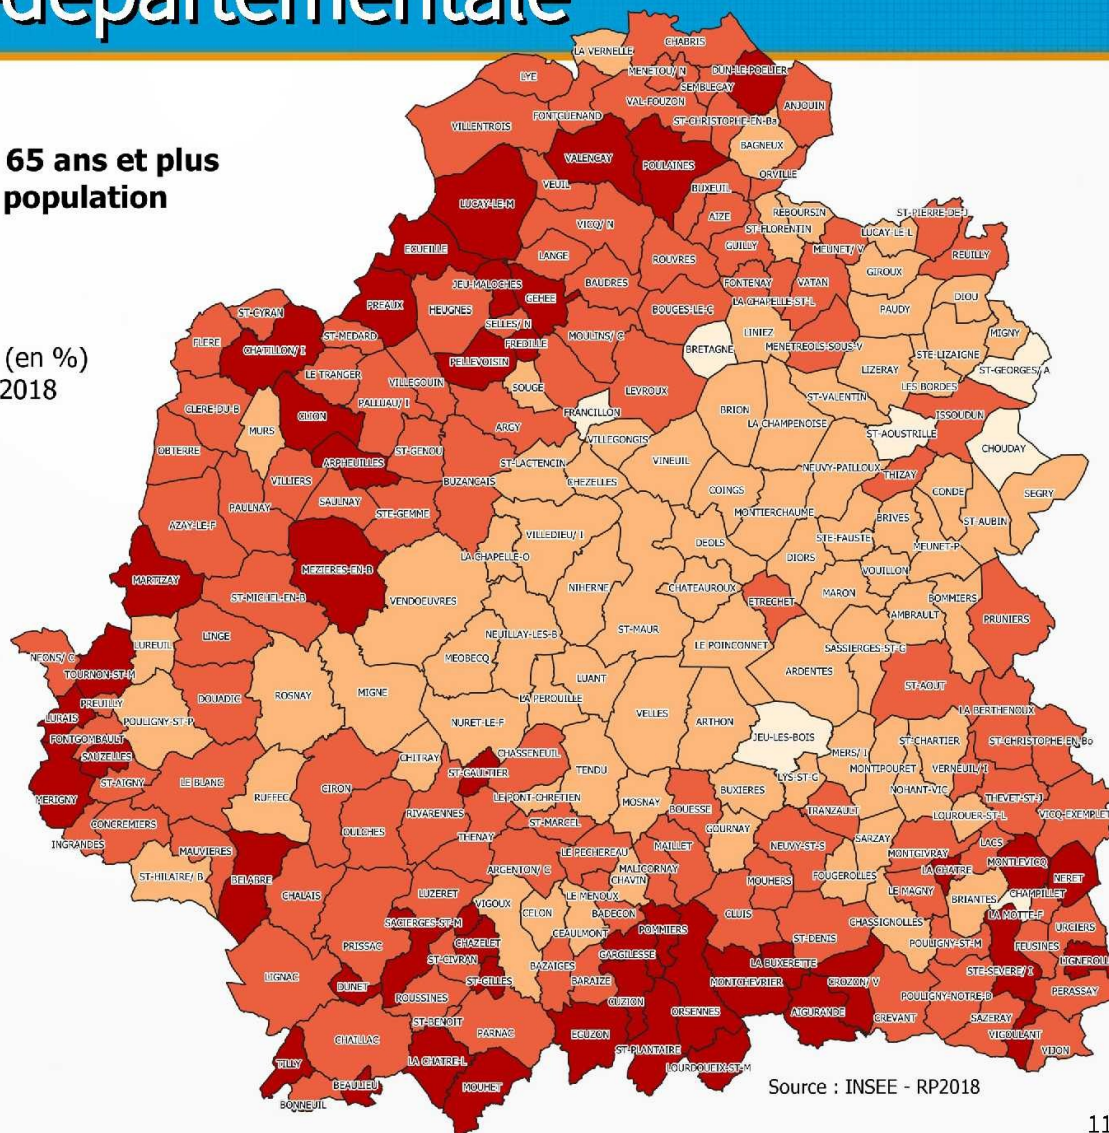 départementale
65 ans et plus
population
(en %)
2018
LA VERNELLE
CHABRIS
LYE
MENETOU/ N
DUN-LE-POELIER
SEMBLECAY
VAL-FOUZON
ANJOUIN
FONTGUENAND
ST-CHRISTOPHE-EN-Ba
VILLENTROIS
BAGNEUX
VALENCAY
POULAINES
ORVILLE
VEUIL
BUXEUIL
LUCAY-LE-M
AIZE
REBOURSIN
ST-PIERRE-DE-J
VICQ/ N
ST-FLORENTIN
LUCAY-LE-L
ECUEILLE
GUILLY
MEUNET/ V
REUILLY
LANGE
ROUVRES
GIROUX
JEU-MALOCHES
BAUDRES
FONTENAY
VATAN
GEHEE
DIOU
PREAUX
HEUGNES
BOUGES-LE-C
LA CHAPELLE-ST-L
PAUDY
ST-CYRAN
SELLES/ N
LINIEZ
MIGNY
FLERE
ST-MEDARD
FREDILLE
MOULINS/ C
BRETAGNE
MENETREOLS-SOUS-V
CHATILLON/ I
PELLEVOISIN
STE-LIZAIGNE
LE TRANGER
LIZERAY
ST-GEORGES/ A
VILLEGOUIN
SOUGE
LEVROUX
LES BORDES
PALLUAU/ I
ST-VALENTIN
CLERE-DU-B
FRANCILLON
BRION
ISSOUDUN
CLION
ARGY
LA CHAMPENOISE
MURS
VILLEGONGIS
ST-AOUSTRILLE
OBTERRE
ST-GENOU
CHOUDAY
ARPHEUILLES
ST-LACTENCIN
VINEUIL
NEUVY-PAILLOUX
THIZAY
VILLIERS
BUZANCAIS
CHEZELLES
COINGS
CONDE
SEGRY
SAULNAY
PAULNAY
STE-GEMME
MONTIERCHAUME
BRIVES
ST-AUBIN
AZAY-LE-F
VILLEDIEU/ I
DEOLS
STE-FAUSTE
MEUNET-P
LA CHAPELLE-O
DIORS
MEZIERES-EN-B
VOUILLON
MARTIZAY
NIHERNE
CHATEAUROUX
MARON
BOMMIERS
ST-MICHEL-EN-B
VENDOEUVRES
ETRECHET
AMBRAULT
PRUNIERS
NEUILLAY-LES-B
ST-MAUR
LINGE
LUREUIL
LE POINCONNET
SASSIERGES-ST-G
NEONS/ C
MEOBECQ
TOURNON-ST-M
ARDENTES
LUANT
ST-AOUT
DOUADIC
ROSNAY
MIGNE
LA PEROUILLE
PREUILLY
LA BERTHENOUX
LURAIS
POULIGNY-ST-P
NURET-LE-F
VELLES
ARTHON
FONTGOMBAULT
JEU-LES-BOIS
ST-CHARTIER
ST-CHRISTOPHE-EN-Bo
SAUZELLES
CHITRAY
CHASSENEUIL
MERS/ I
ST-GAULTIER
TENDU
LYS-ST-G
MONTIPOURET
VERNEUIL/ I
ST-AIGNY
LE BLANC
CIRON
BUXIERES
NOHANT-VIC
MERIGNY
RUFFEC
LE PONT-CHRETIEN
MOSNAY
THEVET-ST-J
BOUESSE
TRANZAULT
RIVARENNES
LOUROUER-ST-L
VICQ-EXEMPLET
CONCREMIERS
ST-MARCEL
GOURNAY
OULCHES
THENAY
SARZAY
INGRANDES
MAILLET
NEUVY-ST-S
LACS
MAUVIERES
LE PECHEREAU
MONTGIVRAY
MONTLEVICQ
ARGENTON/ C
MALICORNAY
LA CHATRE
ST-HILAIRE/ B
BELABRE
CHAVIN
MOUHERS
FOUGEROLLES
NERET
CHALAIS
LUZERET
LE MENOUX
LE MAGNY
CHAMPILLET
VIGOUX
BRIANTES
CELON
BADECON
CLUIS
LA MOTTE-F
SACIERGES-ST-M
CHASSIGNOLLES
POMMIERS
URCIERS
CEAULMONT
ST-DENIS
PRISSAC
CHAZELET
POULIGNY-ST-M
FEUSINES
GARGILESSE
ST-CIVRAN
BAZAIGES
LA BUXERETTE
LIGNEROLL
LIGNAC
STE-SEVERE/ I
ST-GILLES
BARAIZE
MONTCHEVRIER
CROZON/ V
DUNET
PERASSAY
ROUSSINES
CUZION
POULIGNY-NOTRE-D
ORSENNES
AIGURANDE
ST-BENOIT
CREVANT
SAZERAY
PARNAC
EGUZON
CHAILLAC
VIGOULANT
ST-PLANTAIRE
VIJON
TILLY
LA CHATRE-L
LOURDOUEIX-ST-M
BEAULIEU
MOUHET
BONNEUIL
Source : INSEE - RP2018
11